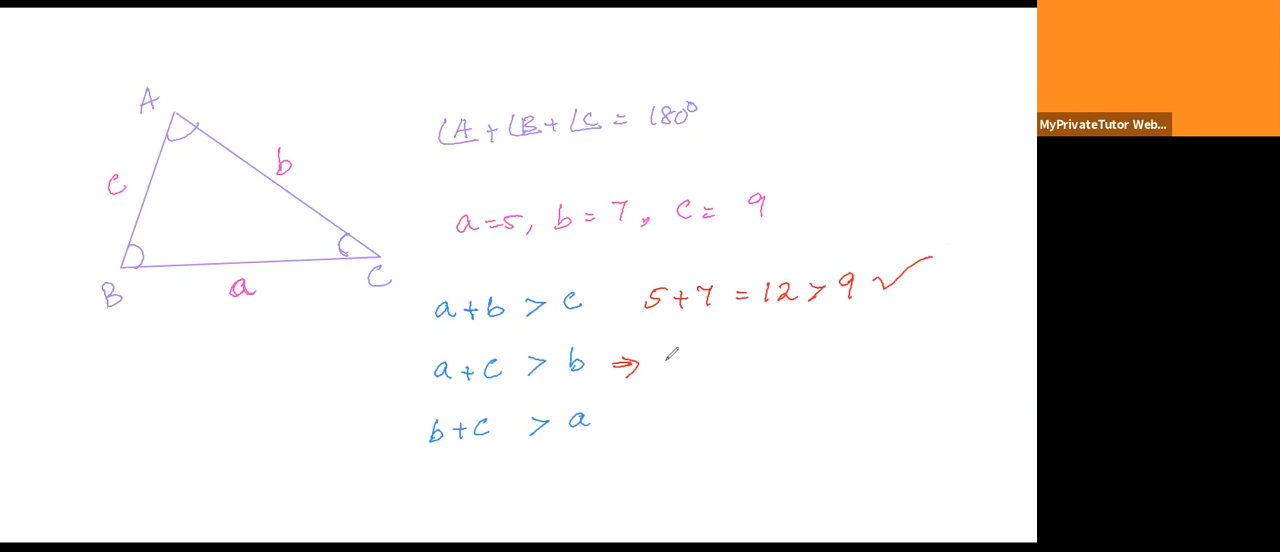 A
∠A + ∠B + ∠C = 180°
MyPrivateTutor Web...
c
b
a = 5, b = 7, c = 9
B
a
C
a + b > c 5 + 7 = 12 > 9 ✓
a + c > b ⇒
b + c > a